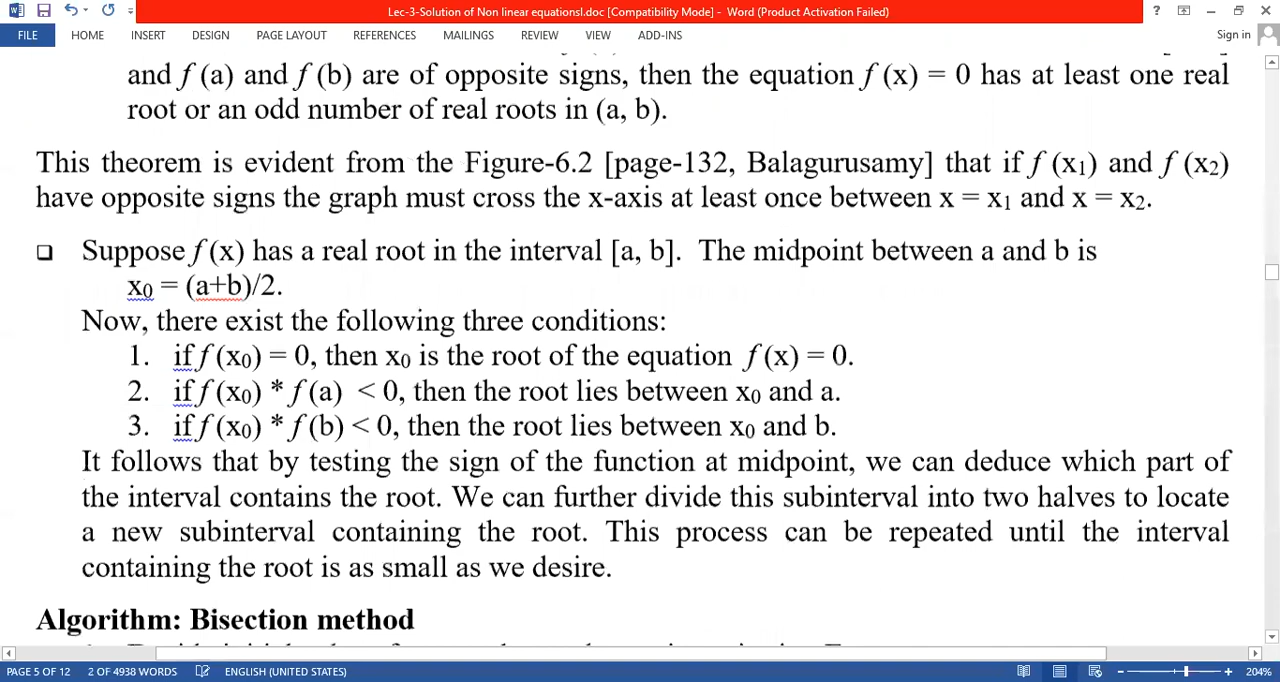 Lec-3-Solution of Non linear equationsl.doc [Compatibility Mode] - Word (Product Activation Failed)
FILE HOME INSERT DESIGN PAGE LAYOUT REFERENCES MAILINGS REVIEW VIEW ADD-INS Sign in
and f (a) and f (b) are of opposite signs, then the equation f (x) = 0 has at least one real
root or an odd number of real roots in (a, b).
This theorem is evident from the Figure-6.2 [page-132, Balagurusamy] that if f (x1) and f (x2)
have opposite signs the graph must cross the x-axis at least once between x = x1 and x = x2.
❑ Suppose f (x) has a real root in the interval [a, b]. The midpoint between a and b is
x0 = (a+b)/2.
Now, there exist the following three conditions:
1. if f (x0) = 0, then x0 is the root of the equation f (x) = 0.
2. if f (x0) * f (a) < 0, then the root lies between x0 and a.
3. if f (x0) * f (b) < 0, then the root lies between x0 and b.
It follows that by testing the sign of the function at midpoint, we can deduce which part of
the interval contains the root. We can further divide this subinterval into two halves to locate
a new subinterval containing the root. This process can be repeated until the interval
containing the root is as small as we desire.
Algorithm: Bisection method
PAGE 5 OF 12 2 OF 4938 WORDS ENGLISH (UNITED STATES) 204%